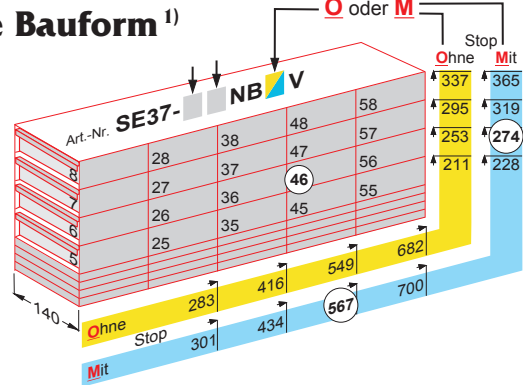 e Bauform 1)
O oder M
Stop
Ohne Mit
337 365
295 319
253 274
211 228
Art.-Nr. SE37- NB V
8 28 38 48 58
7 27 37 47 57
6 26 36 46 56
5 25 35 45 55
140
Ohne 283 416 549 682
Stop
Mit 301 434 567 700